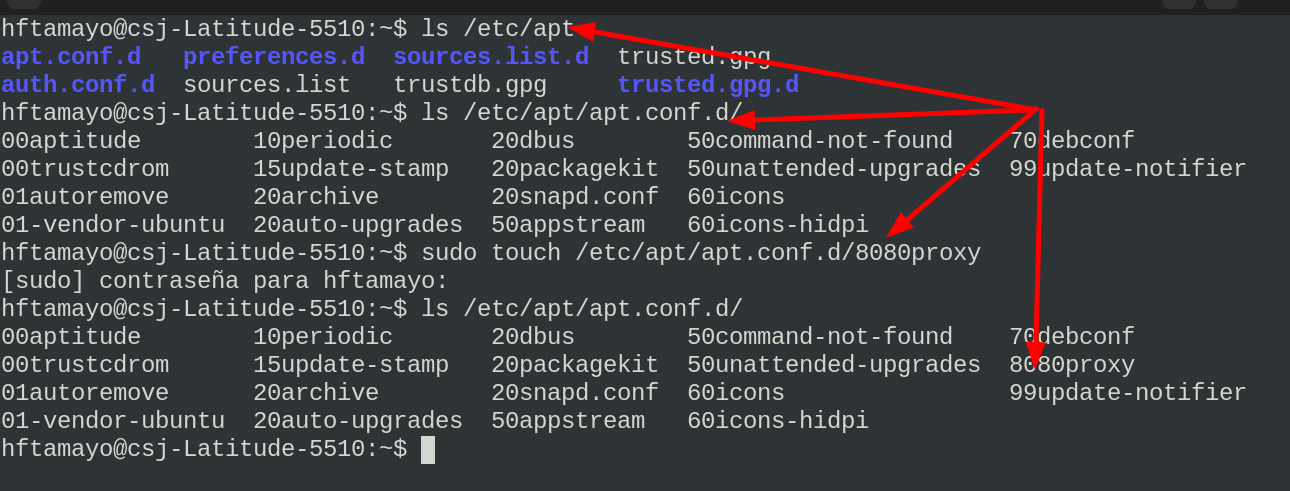 hftamayo@csj-Latitude-5510:~$ ls /etc/apt
apt.conf.d   preferences.d  sources.list.d  trusted.gpg
auth.conf.d  sources.list   trustdb.gpg     trusted.gpg.d
hftamayo@csj-Latitude-5510:~$ ls /etc/apt/apt.conf.d/
00aptitude        10periodic       20dbus        50command-not-found    70debconf
00trustcdrom      15update-stamp   20packagekit  50unattended-upgrades  99update-notifier
01autoremove      20archive        20snapd.conf  60icons
01-vendor-ubuntu  20auto-upgrades  50appstream   60icons-hidpi
hftamayo@csj-Latitude-5510:~$ sudo touch /etc/apt/apt.conf.d/8080proxy
[sudo] contraseña para hftamayo:
hftamayo@csj-Latitude-5510:~$ ls /etc/apt/apt.conf.d/
00aptitude        10periodic       20dbus        50command-not-found    70debconf
00trustcdrom      15update-stamp   20packagekit  50unattended-upgrades  8080proxy
01autoremove      20archive        20snapd.conf  60icons                99update-notifier
01-vendor-ubuntu  20auto-upgrades  50appstream   60icons-hidpi
hftamayo@csj-Latitude-5510:~$